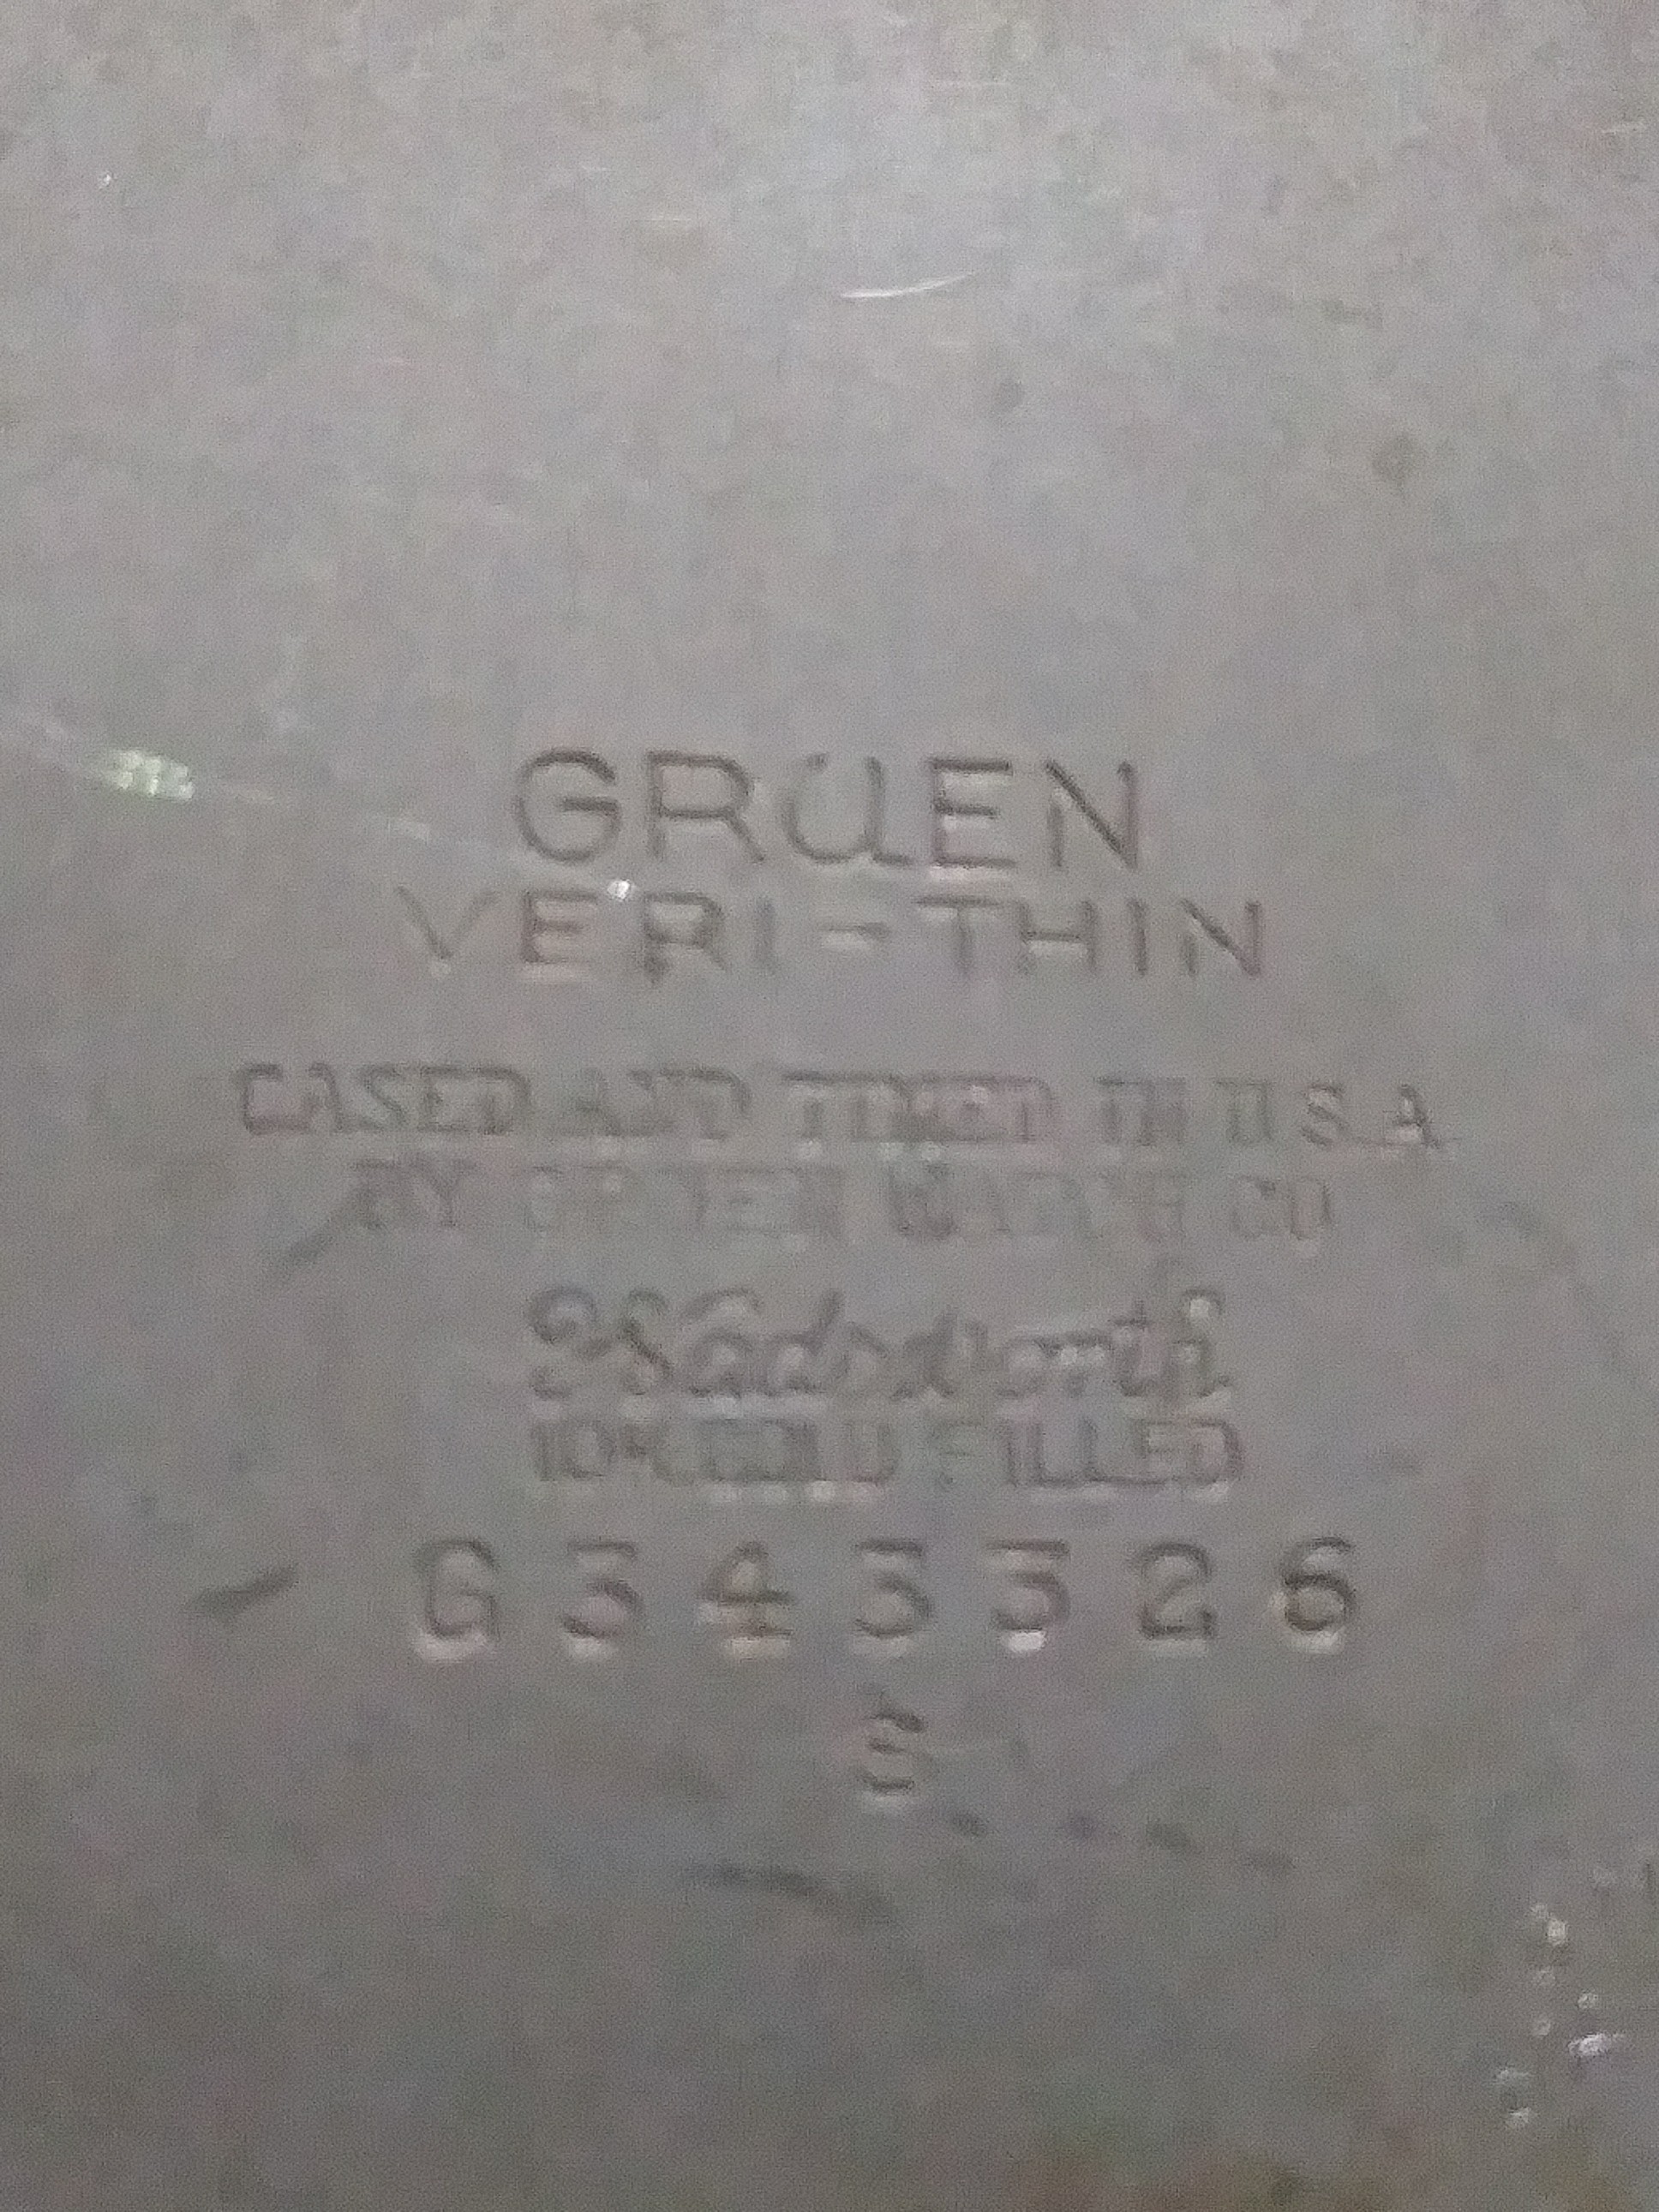 GRUEN
VERI-THIN
CASED AND TIMED IN U.S.A.
BY GRUEN WATCH CO
Wadsworth
10K GOLD FILLED
G343326
S